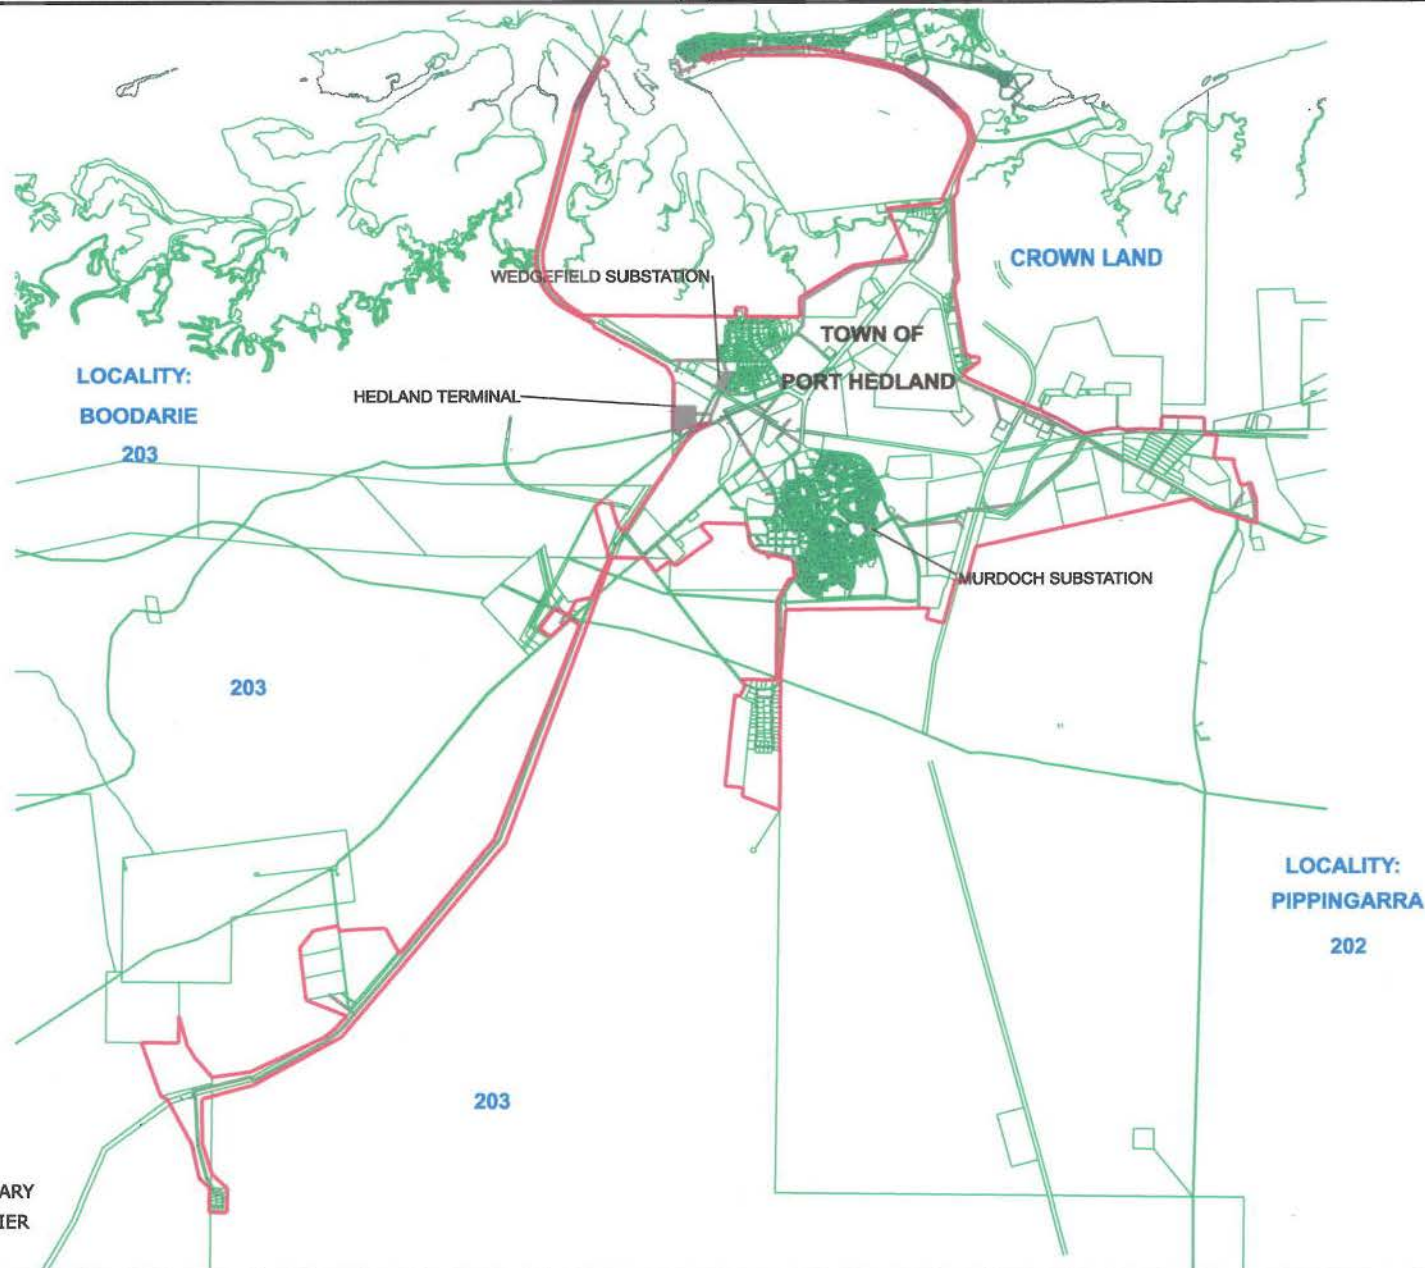 CROWN LAND
WEDGEFIELD SUBSTATION
TOWN OF
PORT HEDLAND
LOCALITY:
BOODARIE
203
HEDLAND TERMINAL
MURDOCH SUBSTATION
203
LOCALITY:
PIPPINGARRA
202
203
ARY
IER